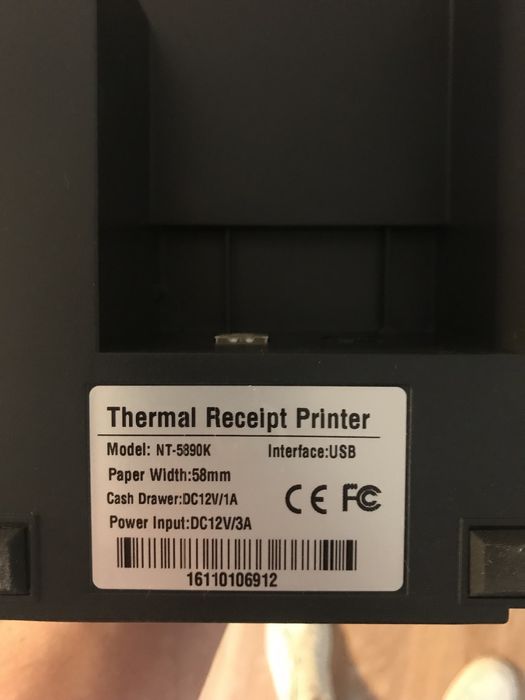 Thermal Receipt Printer
Model: NT-5890K Interface:USB
Paper Width:58mm
Cash Drawer:DC12V/1A
CE FC
Power Input:DC12V/3A
16110106912